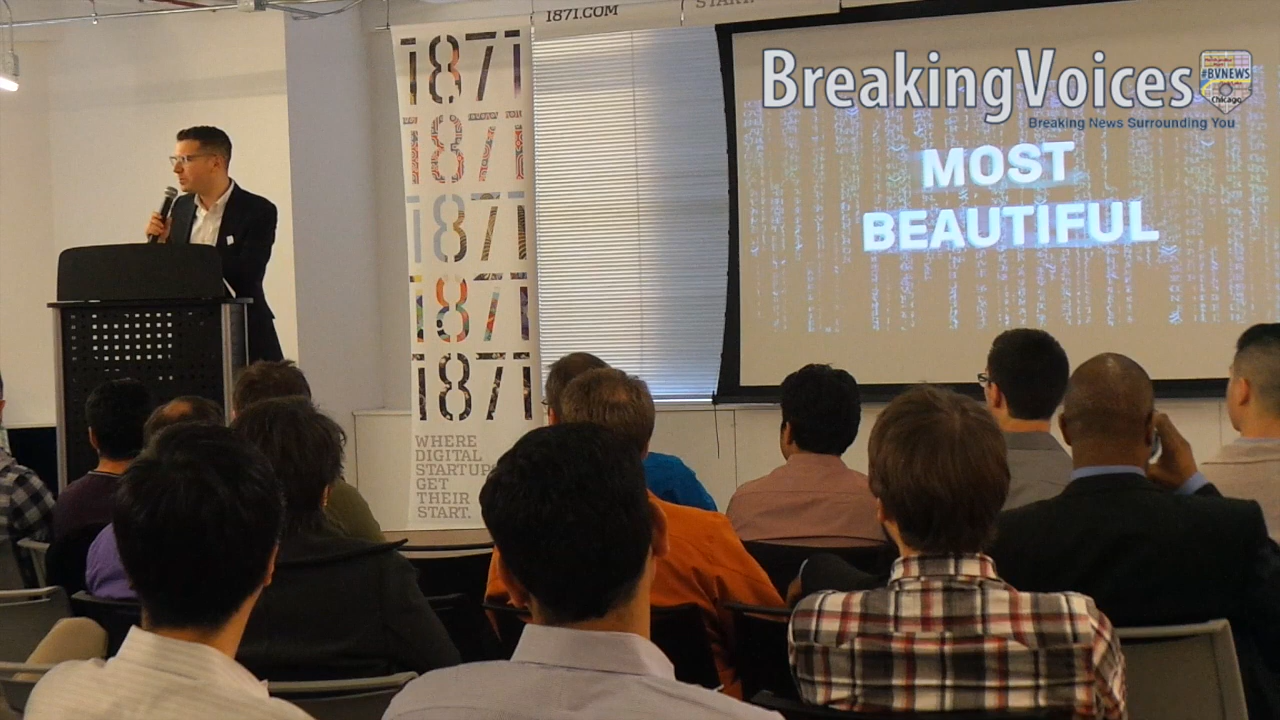 1871.COM
START.
1871
1871
1871
1871
1871
WHERE
DIGITAL
STARTUPS
GET
THEIR
START.
BreakingVoices
#BVNEWS
Chicago
Breaking News Surrounding You
MOST
BEAUTIFUL